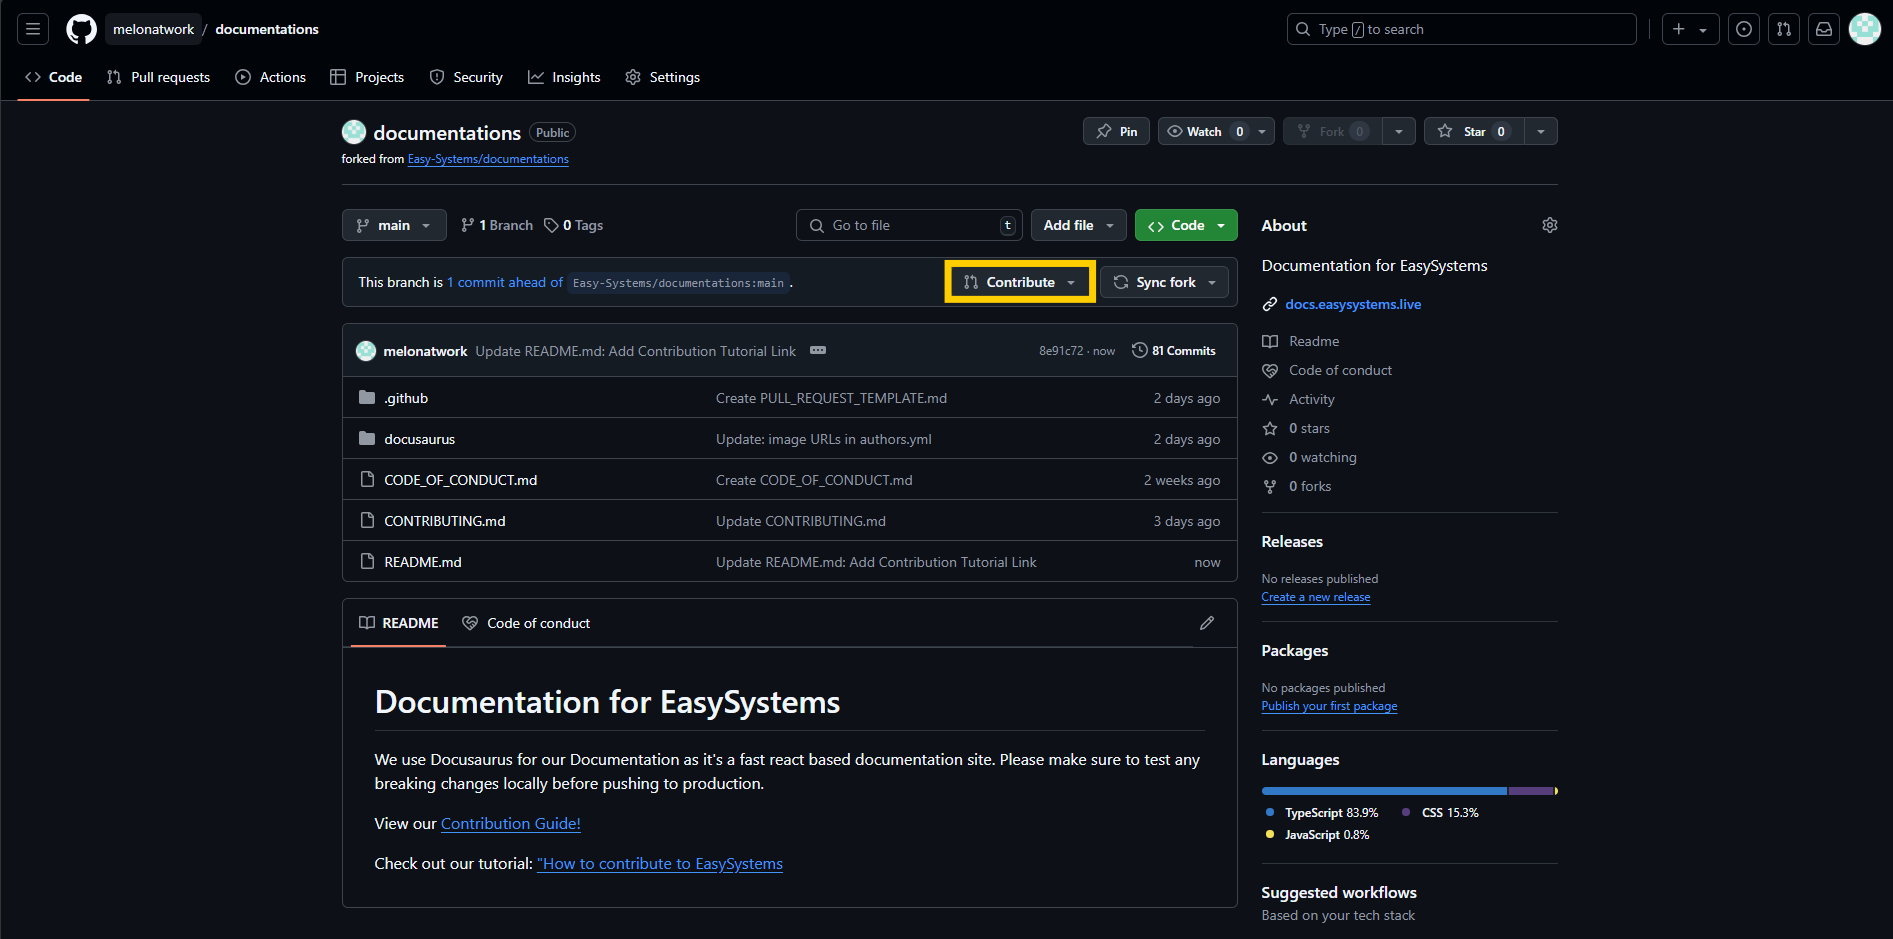 melonatwork / documentations
Type / to search
Code Pull requests Actions Projects Security Insights Settings
documentations Public
forked from Easy-Systems/documentations
Pin Watch 0 Fork 0 Star 0
main 1 Branch 0 Tags Go to file t Add file Code
This branch is 1 commit ahead of Easy-Systems/documentations:main .
Contribute Sync fork
melonatwork Update README.md: Add Contribution Tutorial Link 8e91c72 · now 81 Commits
.github Create PULL_REQUEST_TEMPLATE.md 2 days ago
docusaurus Update: image URLs in authors.yml 2 days ago
CODE_OF_CONDUCT.md Create CODE_OF_CONDUCT.md 2 weeks ago
CONTRIBUTING.md Update CONTRIBUTING.md 3 days ago
README.md Update README.md: Add Contribution Tutorial Link now
README Code of conduct
Documentation for EasySystems
We use Docusaurus for our Documentation as it's a fast react based documentation site. Please make sure to test any
breaking changes locally before pushing to production.
View our Contribution Guide!
Check out our tutorial: "How to contribute to EasySystems
About
Documentation for EasySystems
docs.easysystems.live
Readme
Code of conduct
Activity
0 stars
0 watching
0 forks
Releases
No releases published
Create a new release
Packages
No packages published
Publish your first package
Languages
TypeScript 83.9% CSS 15.3%
JavaScript 0.8%
Suggested workflows
Based on your tech stack